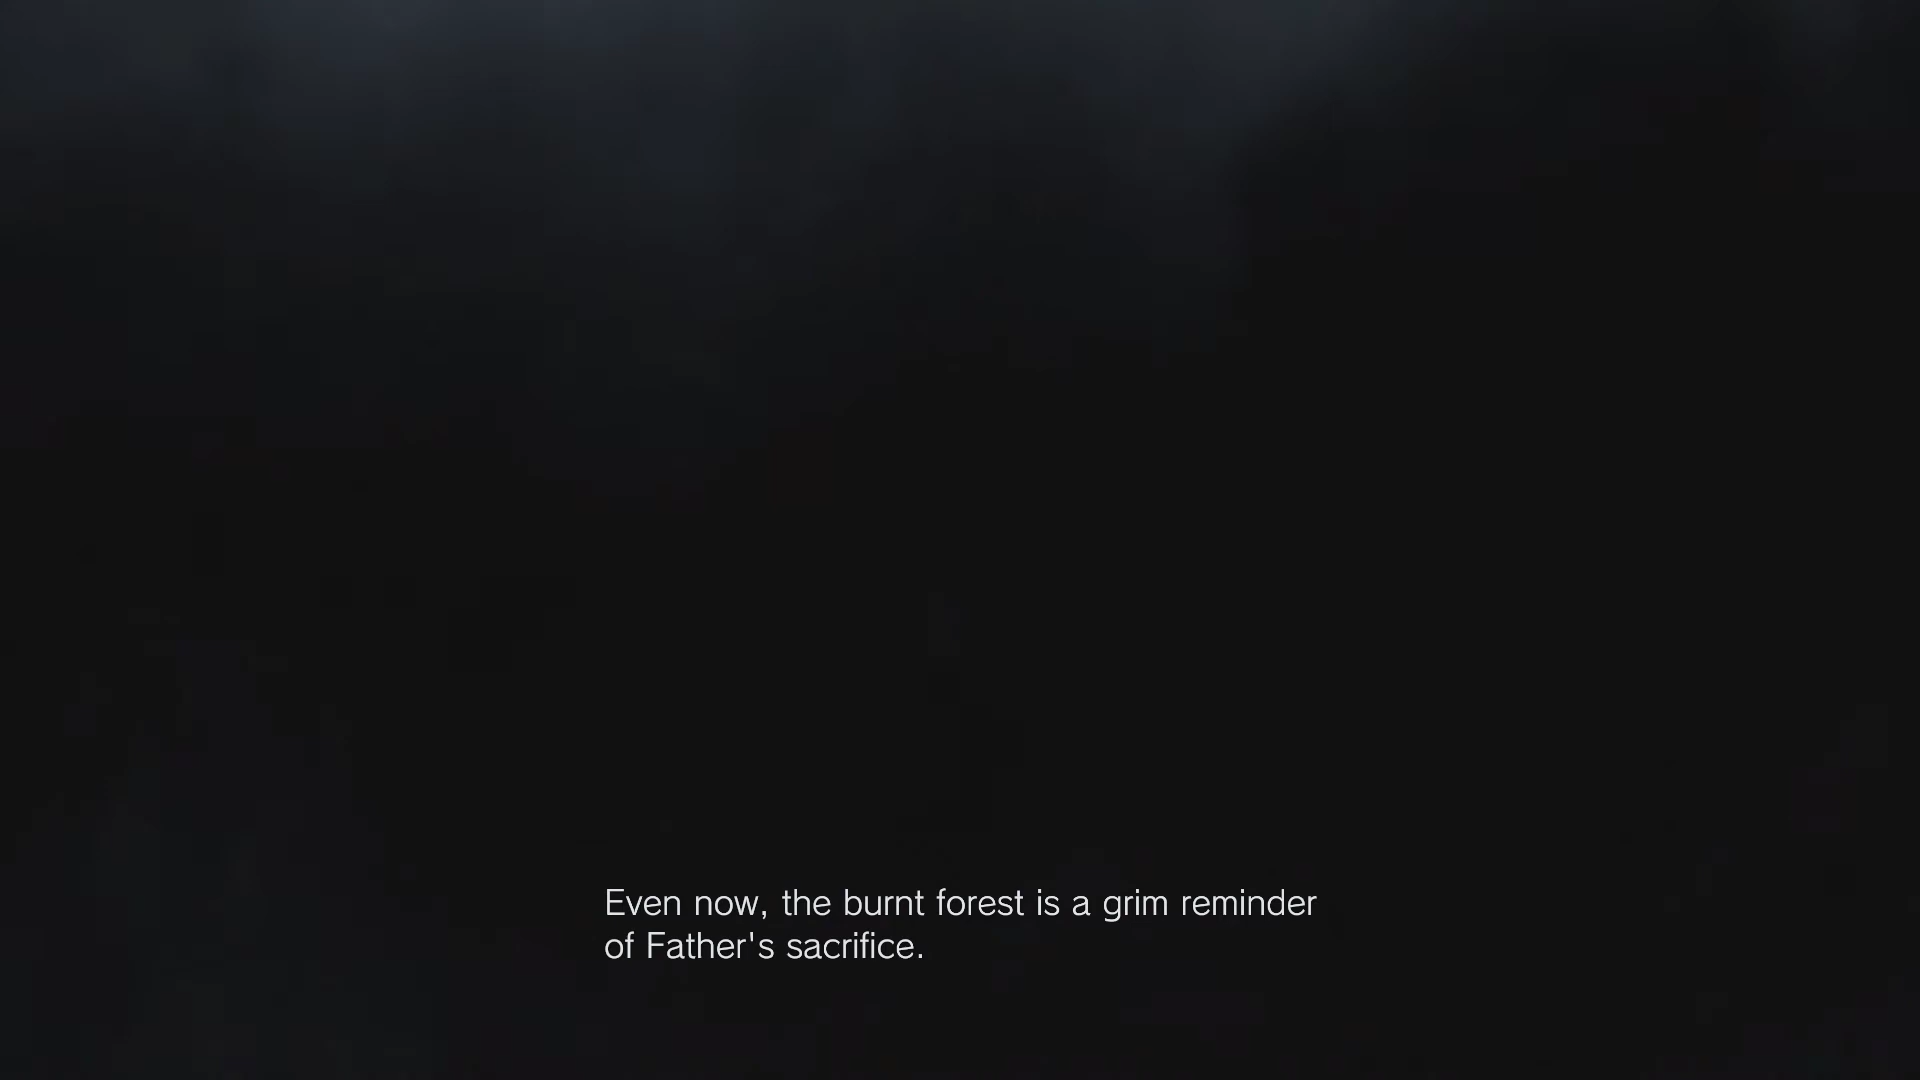 Even now, the burnt forest is a grim reminder
of Father's sacrifice.